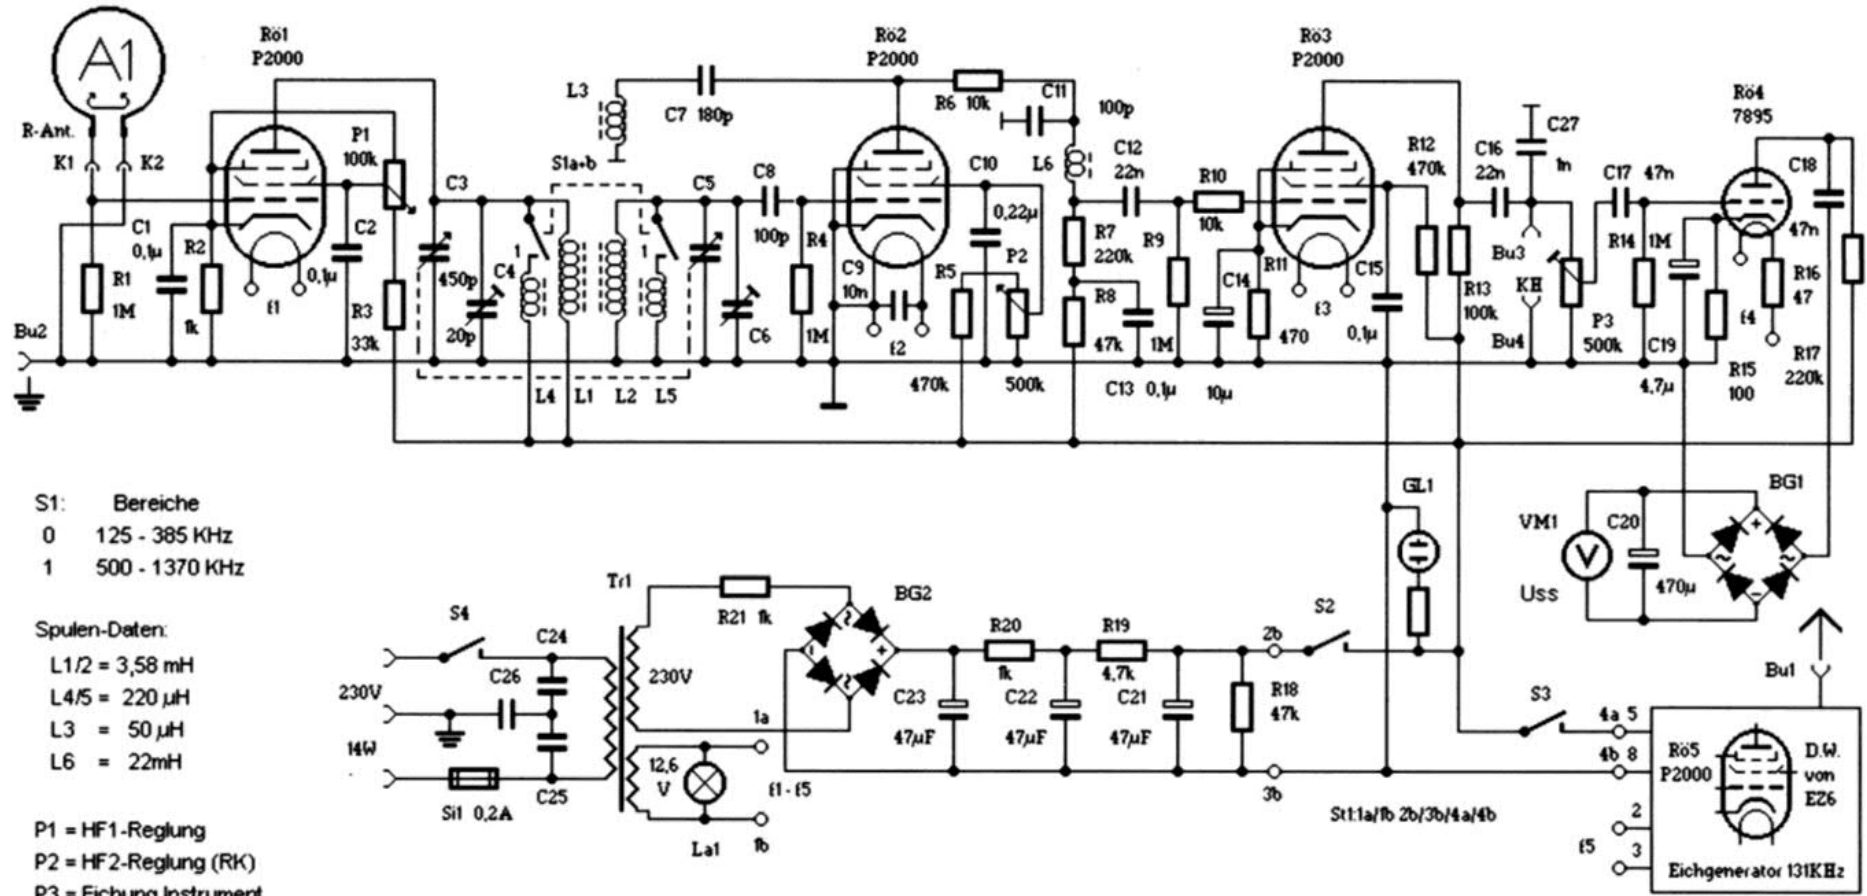 A1
R-Ant.
K1
K2
Bu2
R1
1M
C1
0,1µ
R2
1k
Rö1
P2000
f1
C2
0,1µ
P1
100k
R3
33k
C3
450p
C4
20p
L3
C7 180p
S1a+b
1
1
L4
L1
L2
L5
C5
C6
C8
100p
R4
1M
Rö2
P2000
C9
10n
f2
R6 10k
C11
100p
L6
C10
0,22µ
R5
470k
P2
500k
C12
22n
R7
220k
R8
47k
C13 0,1µ
R9
1M
R10
10k
C14
10µ
R11
470
Rö3
P2000
f3
C15
0,1µ
R12
470k
R13
100k
C16
22n
C27
1n
Bu3
KH
Bu4
P3
500k
C17 47n
R14 1M
C19
4,7µ
Rö4
7895
C18
47n
R16
47
f4
R15
100
R17
220k
S1: Bereiche
0 125 - 385 KHz
1 500 - 1370 KHz
Spulen-Daten:
L1/2 = 3,58 mH
L4/5 = 220 µH
L3 = 50 µH
L6 = 22mH
P1 = HF1-Reglung
P2 = HF2-Reglung (RK)
P3 = Eichung Instrument
S4
230V
14W
Si1 0,2A
C26
C24
C25
Tr1
230V
12,6
V
La1
1a
1b
f1-f5
R21 1k
BG2
~
+
~
-
C23
47µF
R20
1k
C22
47µF
R19
4,7k
C21
47µF
R18
47k
2b
3b
S2
GL1
St1:1a/1b 2b/3b/4a/4b
VM1
V
Uss
C20
470µ
BG1
+
~
~
-
Bu1
S3
4a 5
4b 8
2
3
f5
Rö5
P2000
D.W.
von
EZ6
Eichgenerator 131KHz